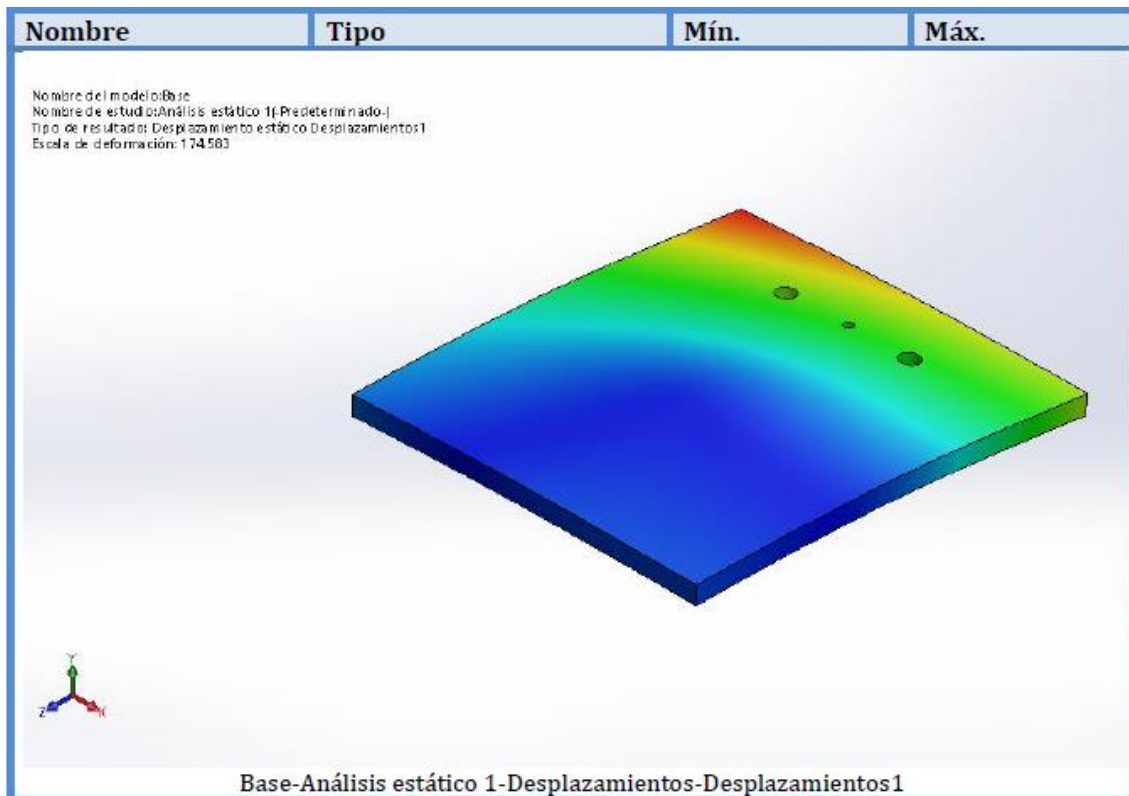 Nombre Tipo Mín. Máx.
Nombre del modelo:Base
Nombre de estudio:Análisis estático 1(-Predeterminado-)
Tipo de resultado: Desplazamiento estático Desplazamientos1
Escala de deformación: 174.583
Y
Z
X
Base-Análisis estático 1-Desplazamientos-Desplazamientos1